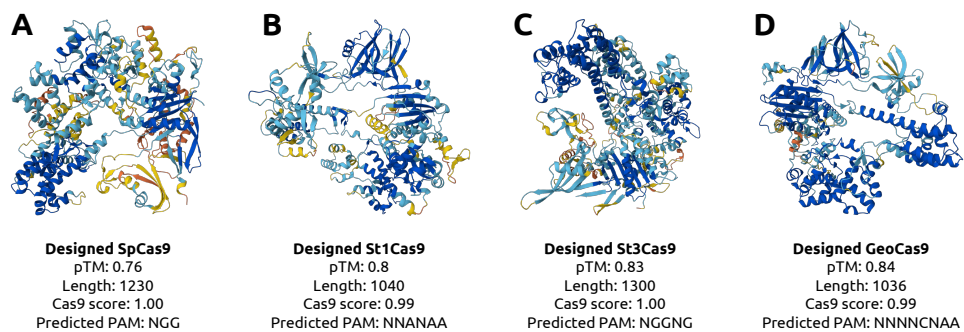 A
B
C
D
Designed SpCas9
pTM: 0.76
Length: 1230
Cas9 score: 1.00
Predicted PAM: NGG
Designed St1Cas9
pTM: 0.8
Length: 1040
Cas9 score: 0.99
Predicted PAM: NNANAA
Designed St3Cas9
pTM: 0.83
Length: 1300
Cas9 score: 1.00
Predicted PAM: NGGNG
Designed GeoCas9
pTM: 0.84
Length: 1036
Cas9 score: 0.99
Predicted PAM: NNNNCNAA